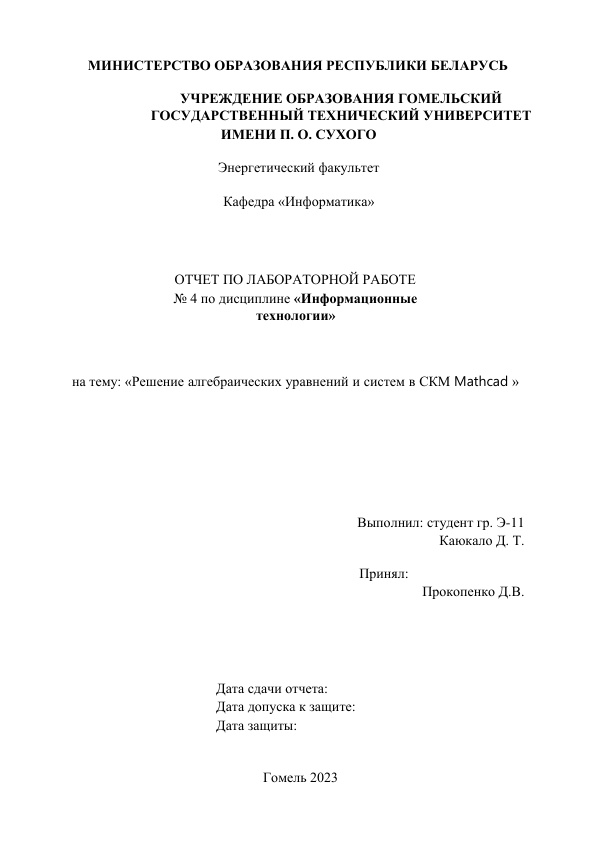 МИНИСТЕРСТВО ОБРАЗОВАНИЯ РЕСПУБЛИКИ БЕЛАРУСЬ
УЧРЕЖДЕНИЕ ОБРАЗОВАНИЯ ГОМЕЛЬСКИЙ
ГОСУДАРСТВЕННЫЙ ТЕХНИЧЕСКИЙ УНИВЕРСИТЕТ
ИМЕНИ П. О. СУХОГО
Энергетический факультет
Кафедра «Информатика»
ОТЧЕТ ПО ЛАБОРАТОРНОЙ РАБОТЕ
№ 4 по дисциплине «Информационные
технологии»
на тему: «Решение алгебраических уравнений и систем в СКМ Mathcad »
Выполнил: студент гр. Э-11
Каюкало Д. Т.
Принял:
Прокопенко Д.В.
Дата сдачи отчета:
Дата допуска к защите:
Дата защиты:
Гомель 2023